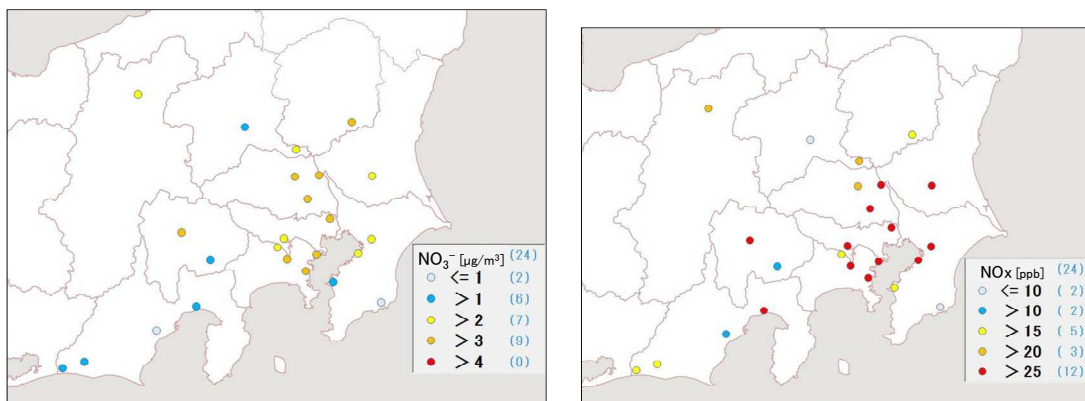 NO₃⁻ [μg/m³] (24)
<= 1 (2)
> 1 (6)
> 2 (7)
> 3 (9)
> 4 (0)
NOx [ppb] (24)
<= 10 ( 2)
> 10 ( 2)
> 15 ( 5)
> 20 ( 3)
> 25 (12)